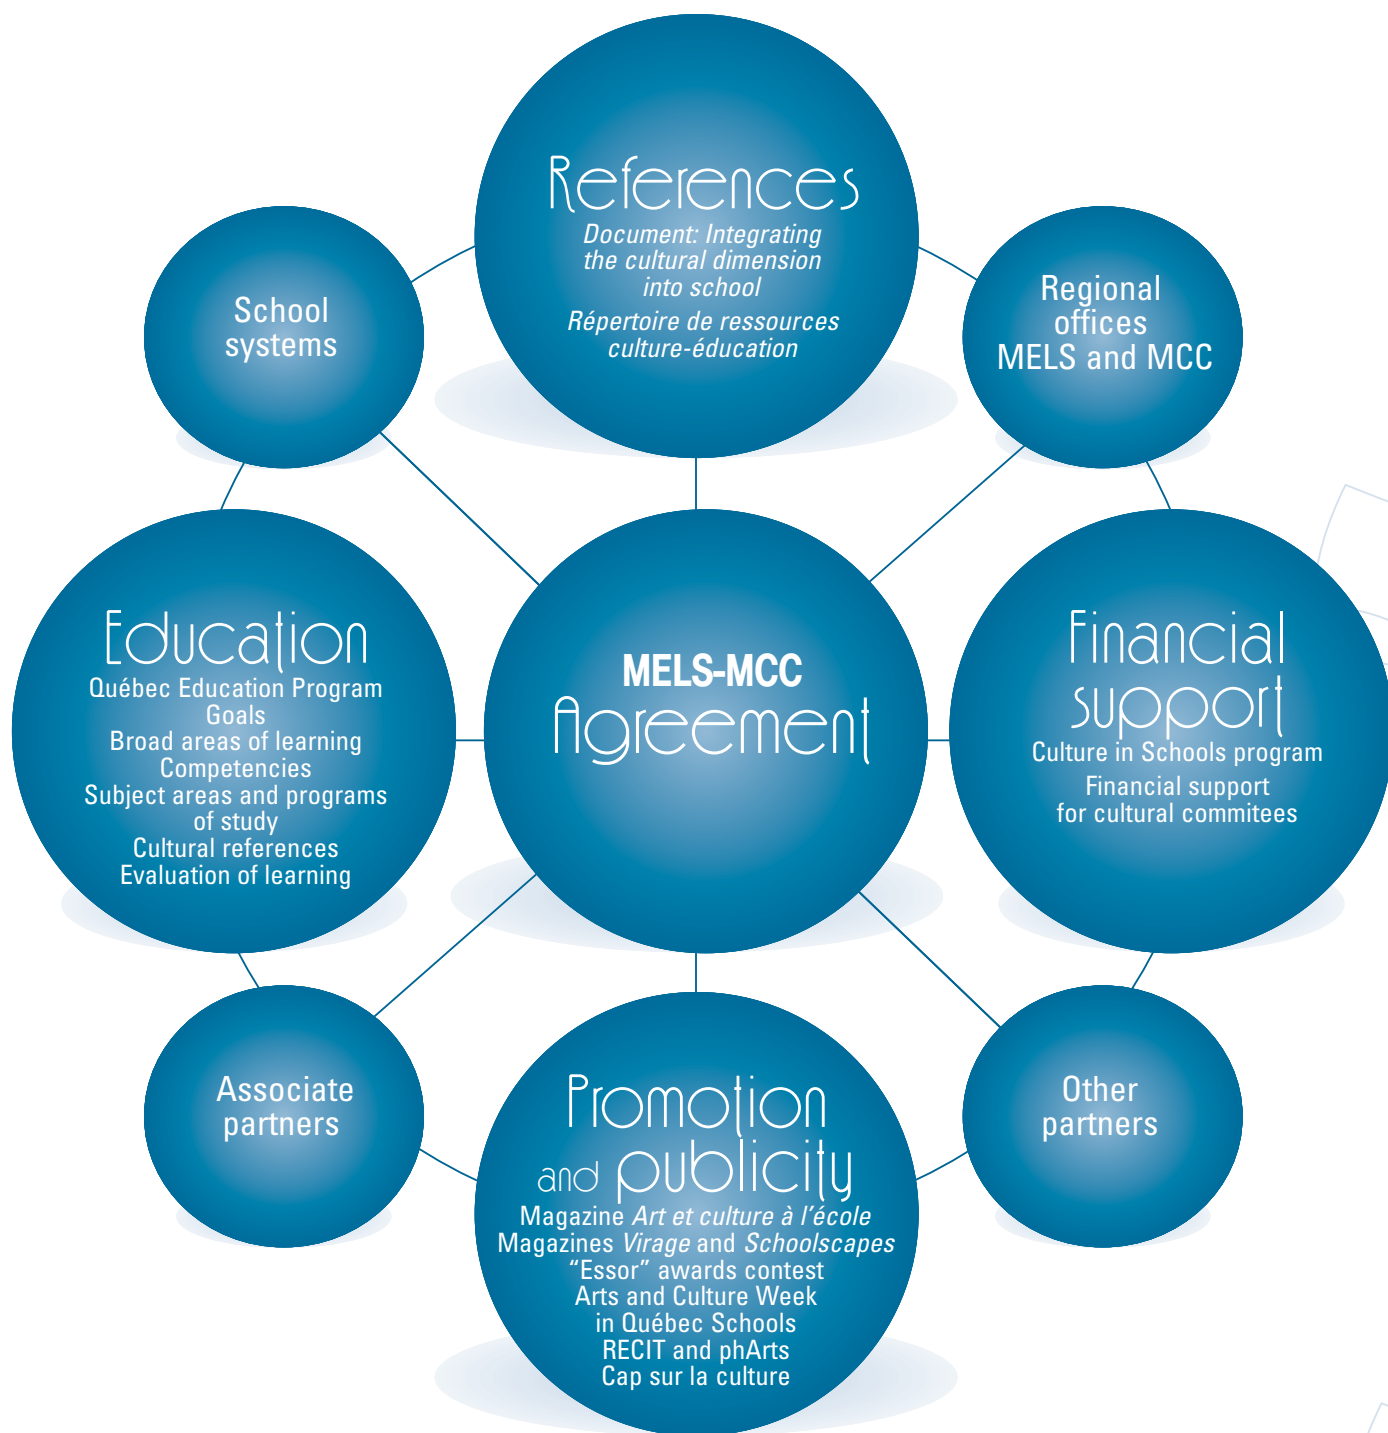 References
Document: Integrating
the cultural dimension
into school
Répertoire de ressources
culture-éducation
School
systems
Regional
offices
MELS and MCC
Education
Québec Education Program
Goals
Broad areas of learning
Competencies
Subject areas and programs
of study
Cultural references
Evaluation of learning
MELS-MCC
Agreement
Financial
support
Culture in Schools program
Financial support
for cultural commitees
Associate
partners
Promotion
and publicity
Magazine Art et culture à l'école
Magazines Virage and Schoolscapes
“Essor” awards contest
Arts and Culture Week
in Québec Schools
RECIT and phArts
Cap sur la culture
Other
partners